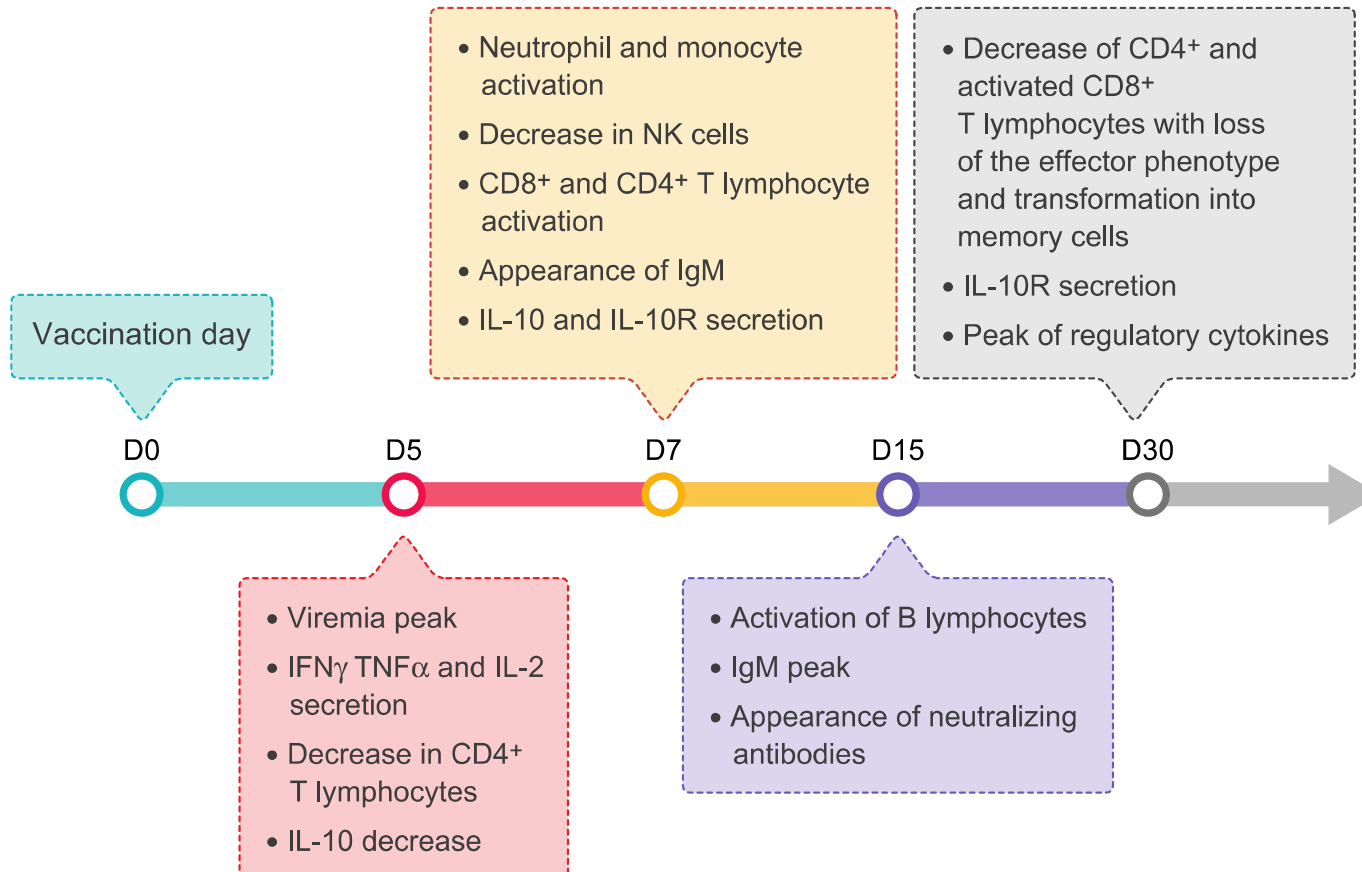 Vaccination day
• Neutrophil and monocyte
activation
• Decrease in NK cells
• CD8⁺ and CD4⁺ T lymphocyte
activation
• Appearance of IgM
• IL-10 and IL-10R secretion
• Decrease of CD4⁺ and
activated CD8⁺
T lymphocytes with loss
of the effector phenotype
and transformation into
memory cells
• IL-10R secretion
• Peak of regulatory cytokines
D0
D5
D7
D15
D30
• Viremia peak
• IFNγ TNFα and IL-2
secretion
• Decrease in CD4⁺
T lymphocytes
• IL-10 decrease
• Activation of B lymphocytes
• IgM peak
• Appearance of neutralizing
antibodies